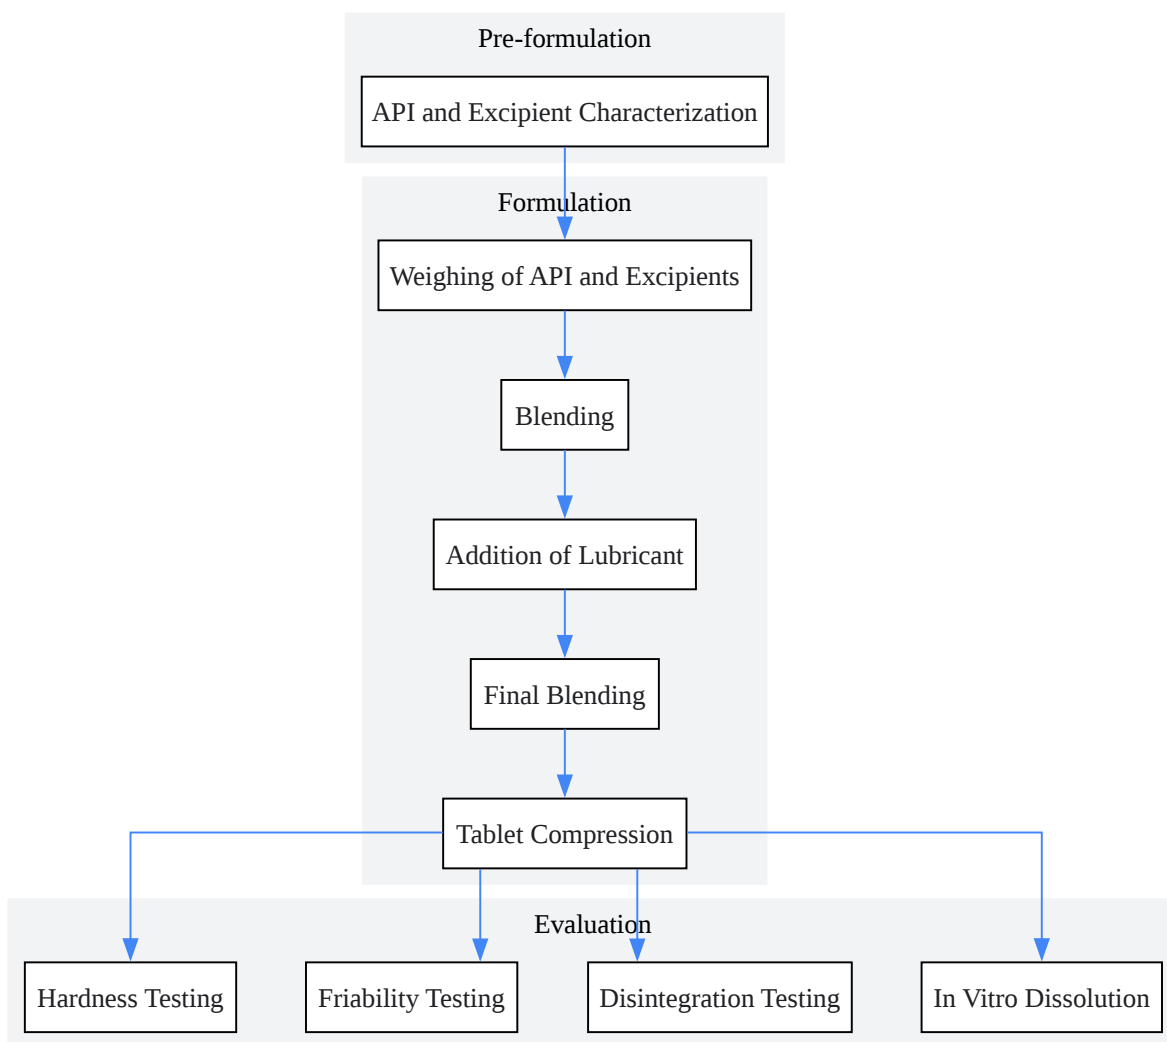 Pre-formulation
API and Excipient Characterization
Formulation
Weighing of API and Excipients
Blending
Addition of Lubricant
Final Blending
Tablet Compression
Evaluation
Hardness Testing
Friability Testing
Disintegration Testing
In Vitro Dissolution